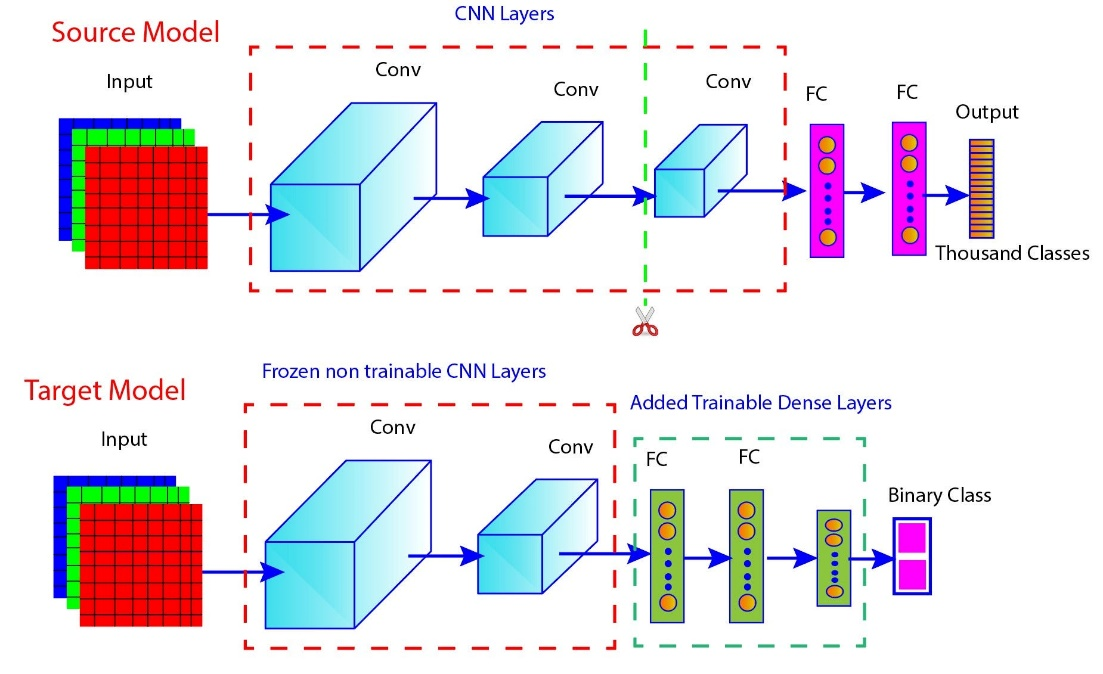 CNN Layers
Source Model
Input
Conv
Conv
Conv
FC
FC
Output
Thousand Classes
Frozen non trainable CNN Layers
Target Model
Added Trainable Dense Layers
Input
Conv
Conv
FC
FC
Binary Class